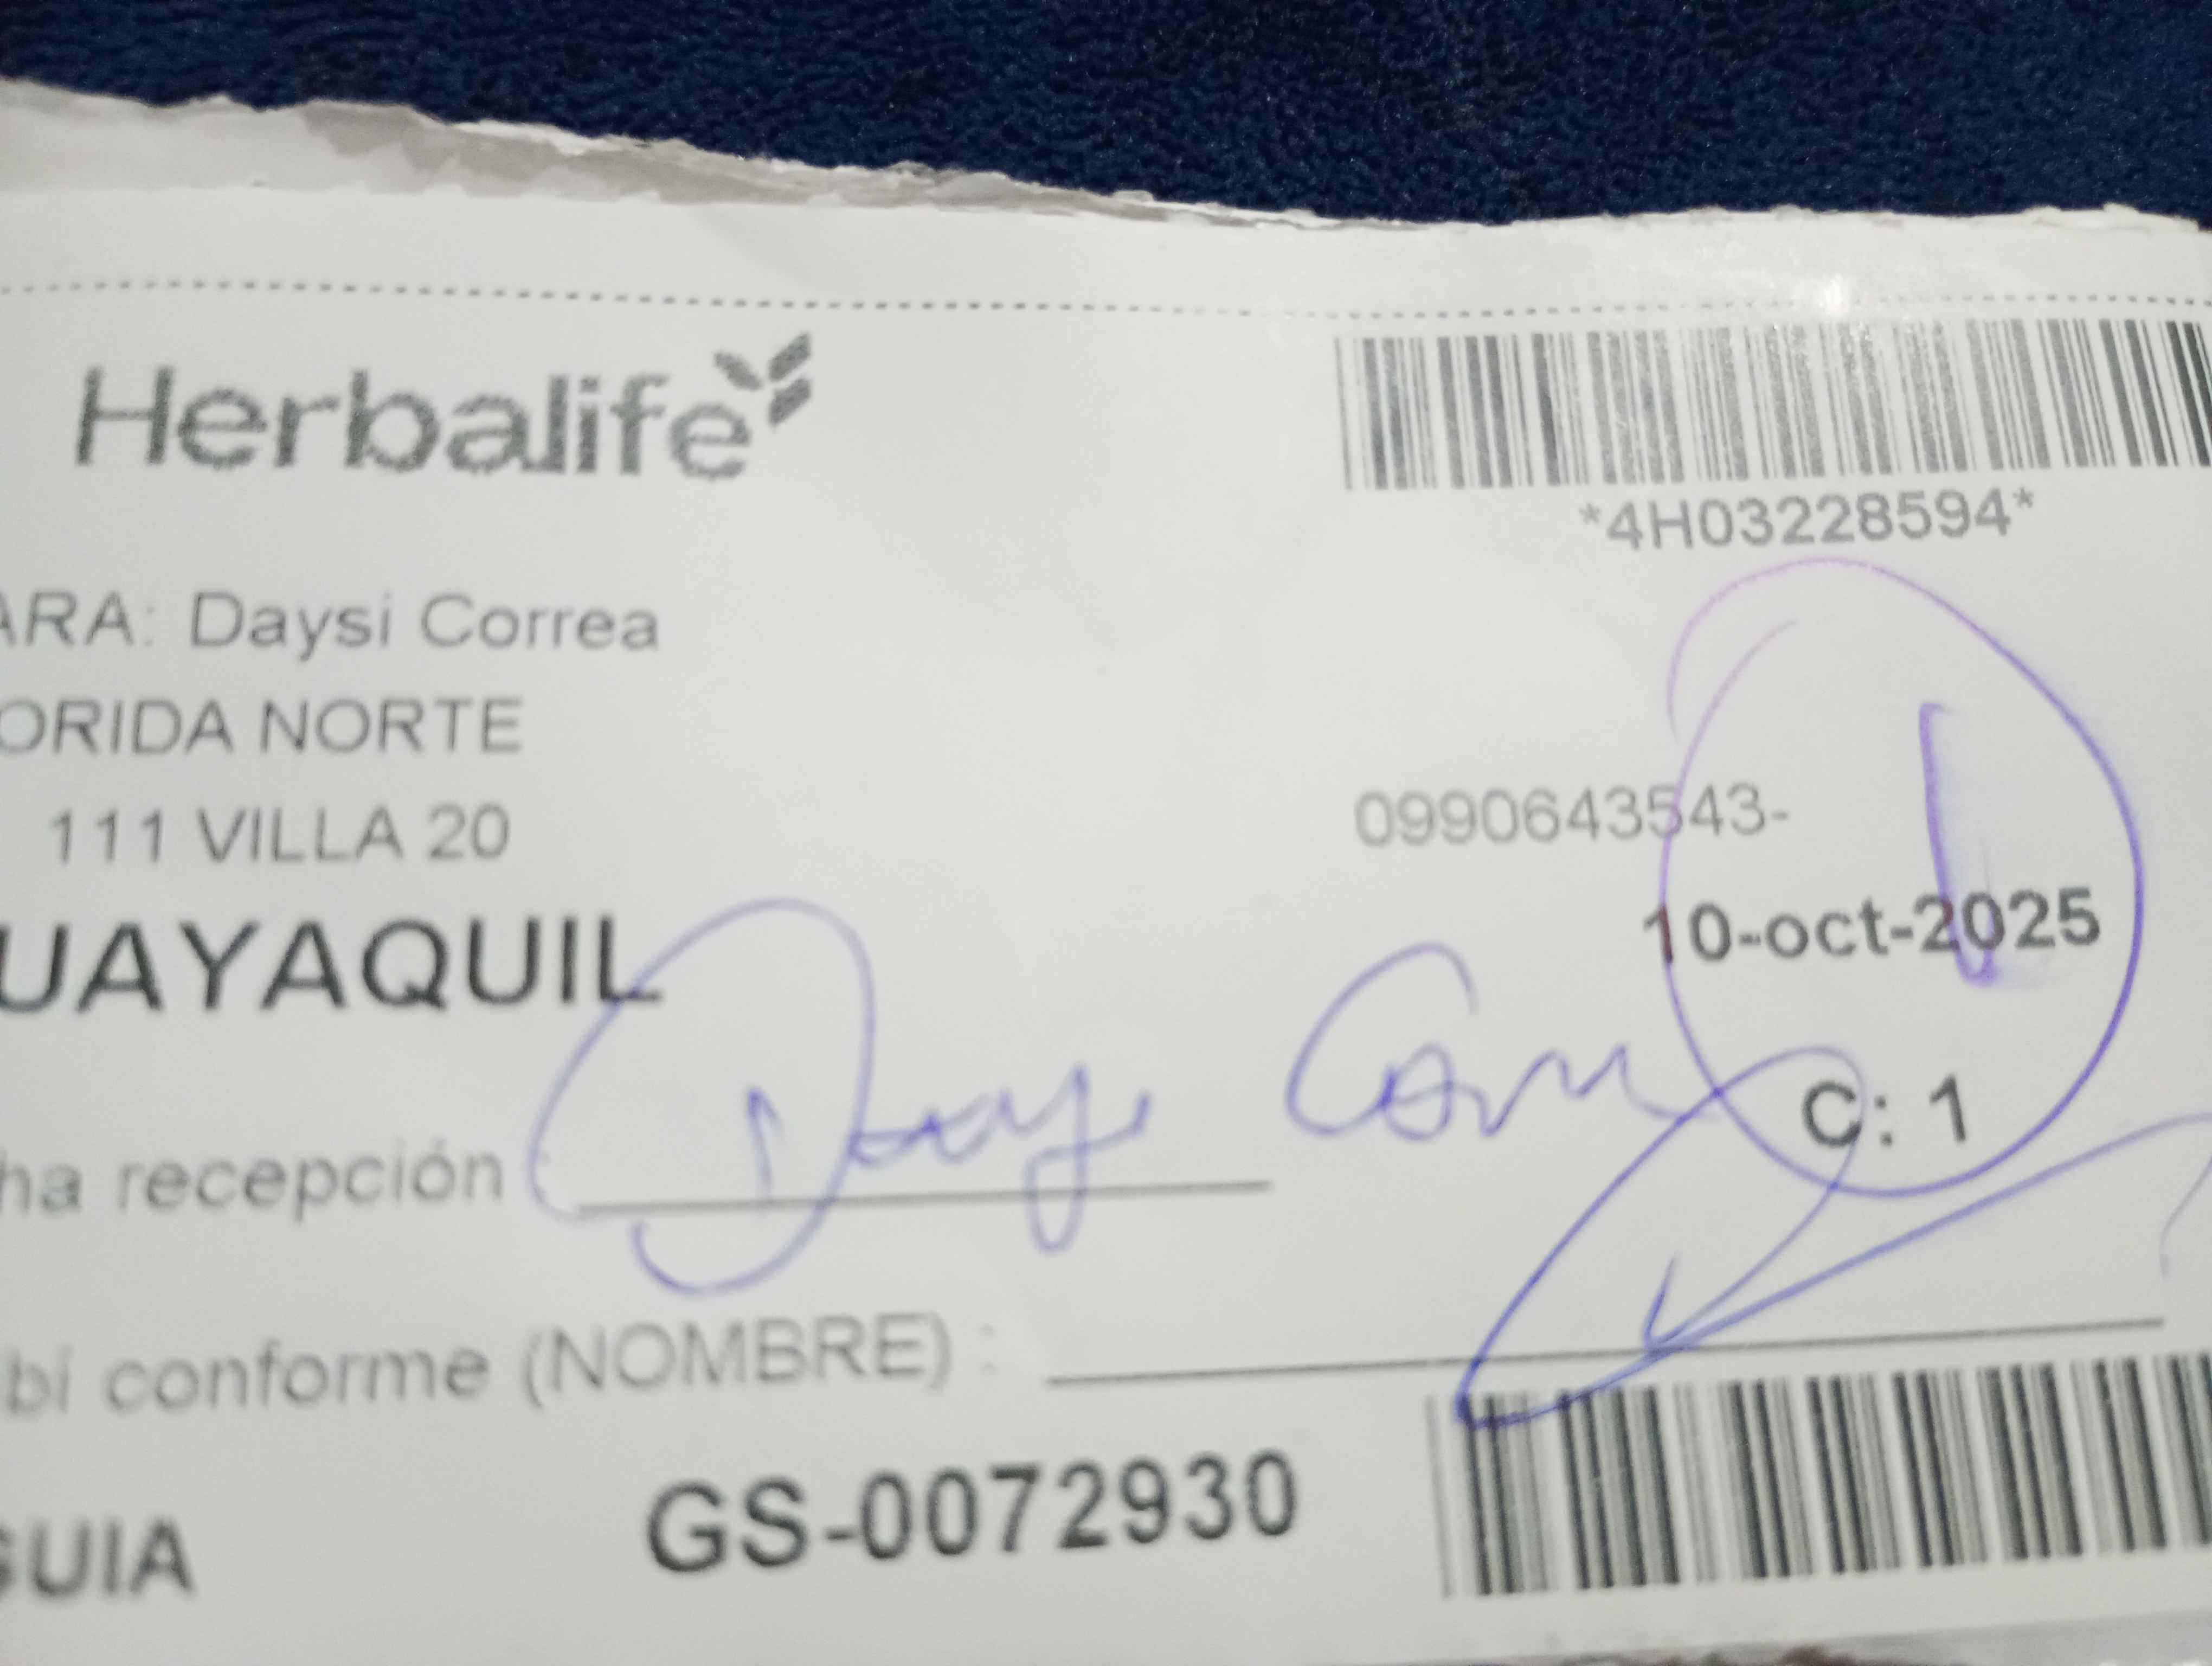 Herbalife
*4H03228594*
ARA: Daysi Correa
ORIDA NORTE
111 VILLA 20
0990643543-
UAYAQUIL
10-oct-2025
C: 1
ha recepción
bí conforme (NOMBRE) :
GUIA GS-0072930